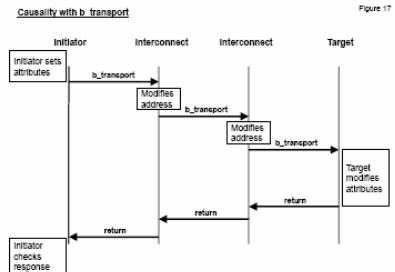 Causality with b_transport
Figure 17
Initiator
Interconnect
Interconnect
Target
Initiator sets
attributes
b_transport
Modifies
address
b_transport
Modifies
address
b_transport
Target
modifies
attributes
return
return
return
Initiator
checks
response